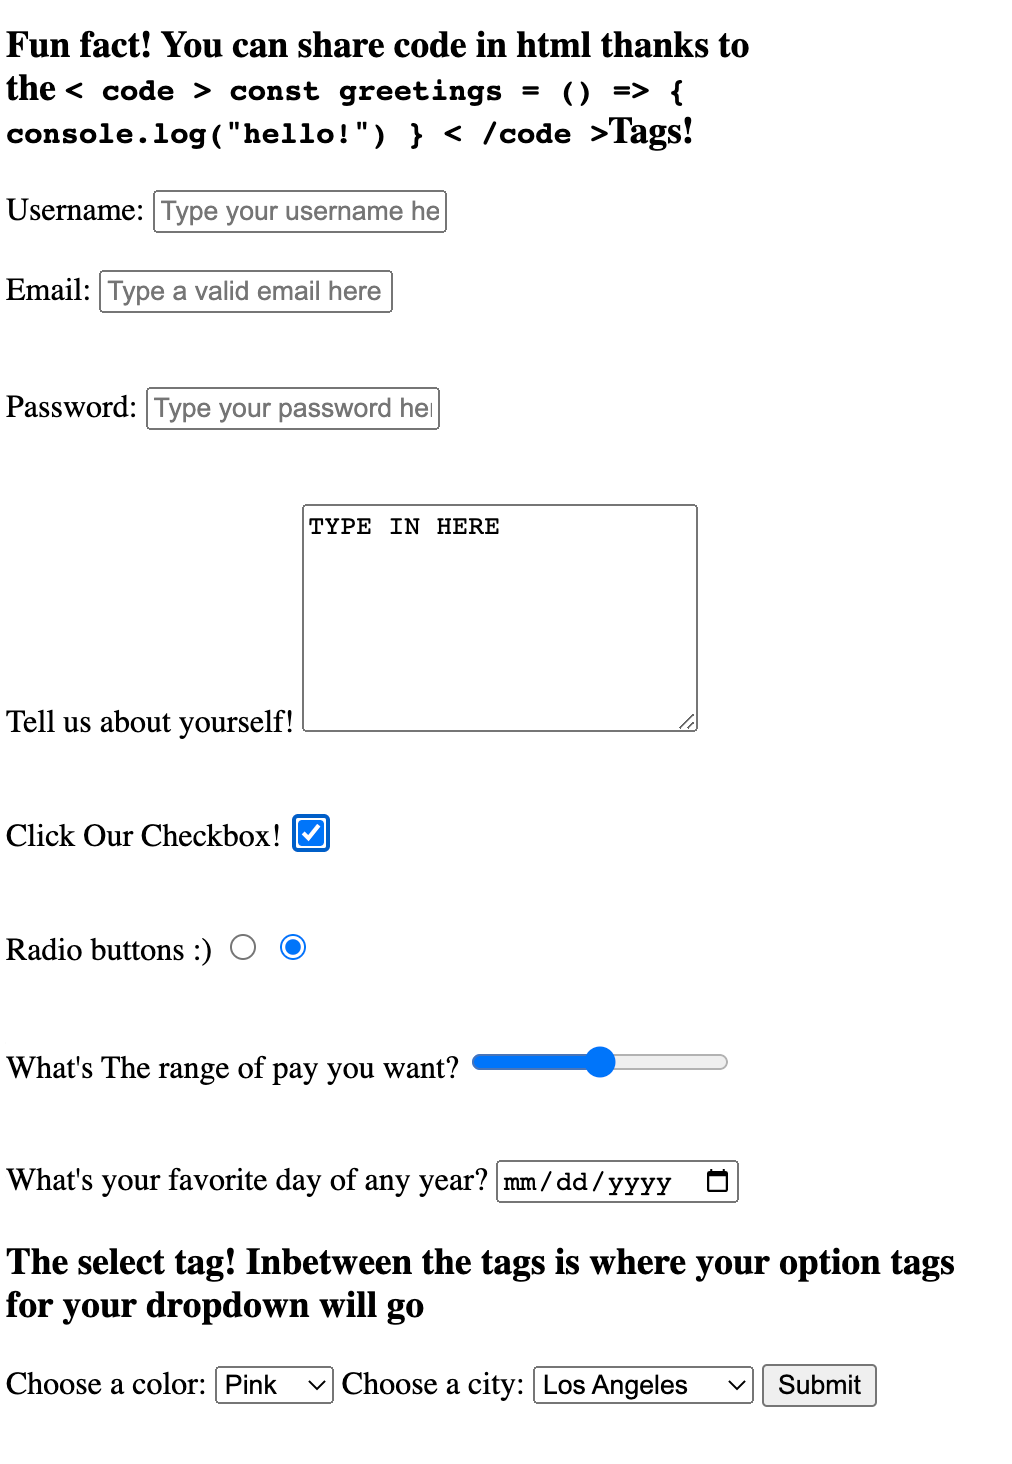 Fun fact! You can share code in html thanks to
the < code > const greetings = () => {
console.log("hello!") } < /code >Tags!
Username: Type your username he
Email: Type a valid email here
Password: Type your password her
TYPE IN HERE
Tell us about yourself!
Click Our Checkbox!
Radio buttons :)
What's The range of pay you want?
What's your favorite day of any year? mm/dd/yyyy
The select tag! Inbetween the tags is where your option tags
for your dropdown will go
Choose a color: Pink Choose a city: Los Angeles Submit